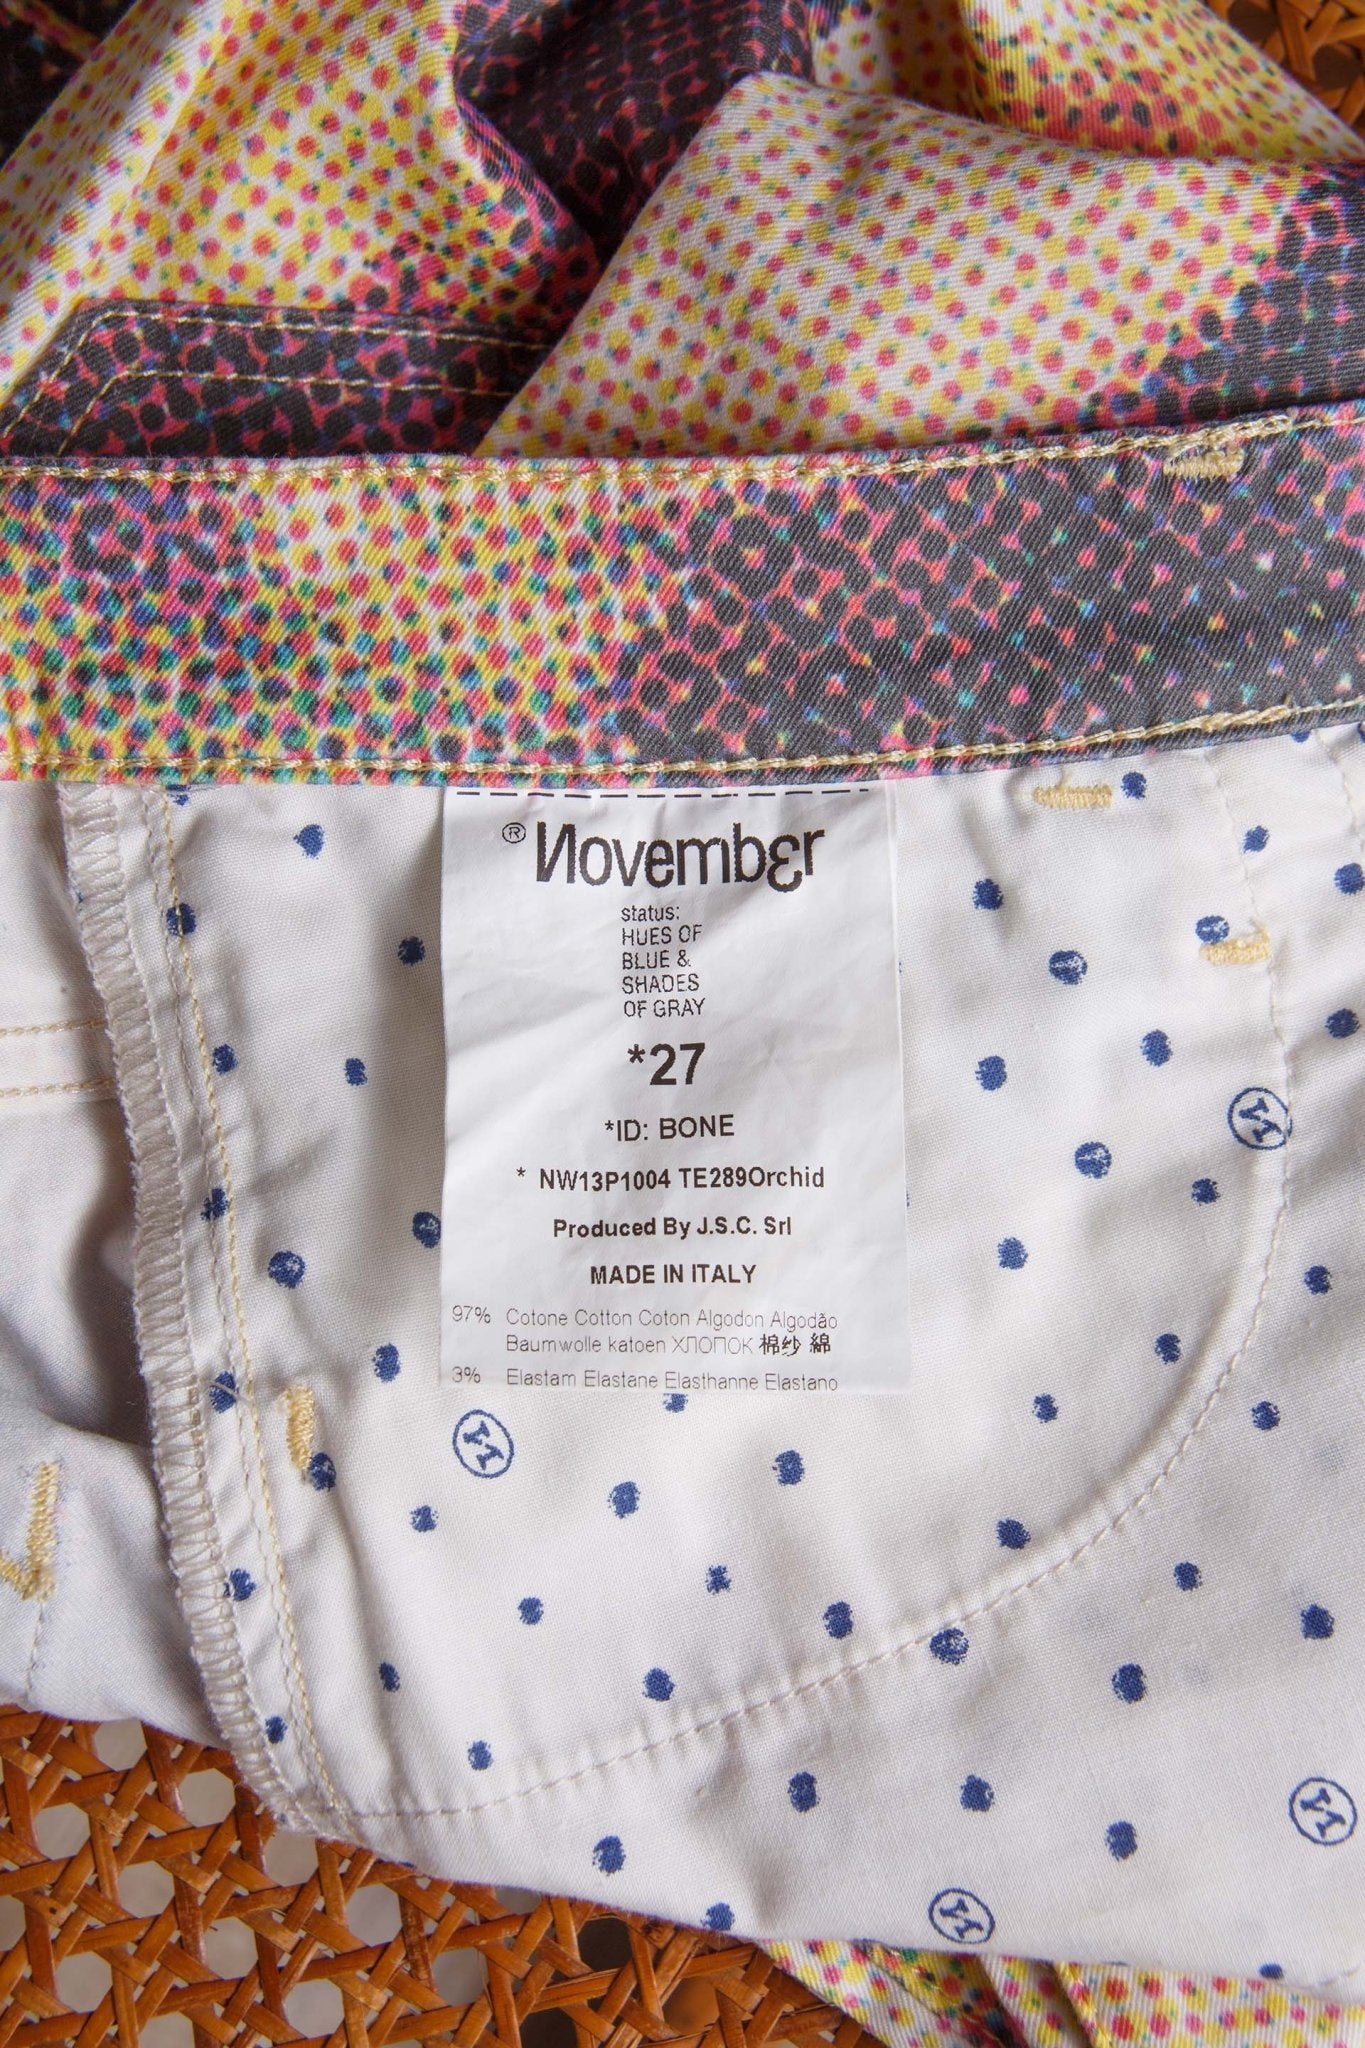 ® November
status:
HUES OF
BLUE &
SHADES
OF GRAY
*27
*ID: BONE
* NW13P1004 TE289Orchid
Produced By J.S.C. Srl
MADE IN ITALY
97% Cotone Cotton Coton Algodon Algodão
Baumwolle katoen ХЛОПОК 棉纱 綿
3% Elastam Elastane Elasthanne Elastano